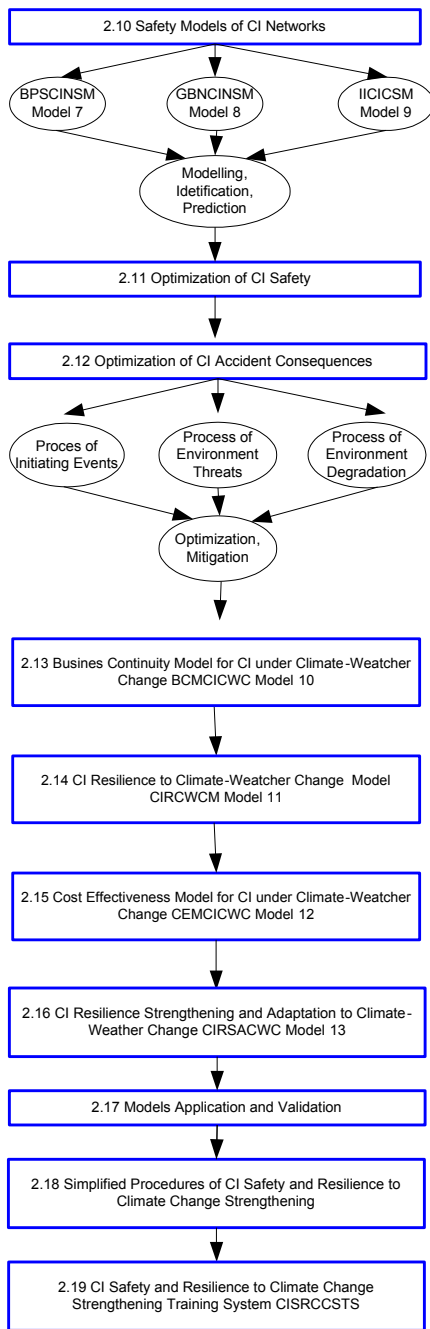 2.10 Safety Models of CI Networks
BPSCINSM
Model 7
GBNCINSM
Model 8
IICICSM
Model 9
Modelling,
Idetification,
Prediction
2.11 Optimization of CI Safety
2.12 Optimization of CI Accident Consequences
Proces of
Initiating Events
Process of
Environment
Threats
Process of
Environment
Degradation
Optimization,
Mitigation
2.13 Busines Continuity Model for CI under Climate-Weatcher
Change BCMCICWC Model 10
2.14 CI Resilience to Climate-Weatcher Change Model
CIRCWCM Model 11
2.15 Cost Effectiveness Model for CI under Climate-Weatcher
Change CEMCICWC Model 12
2.16 CI Resilience Strengthening and Adaptation to Climate-
Weather Change CIRSACWC Model 13
2.17 Models Application and Validation
2.18 Simplified Procedures of CI Safety and Resilience to
Climate Change Strengthening
2.19 CI Safety and Resilience to Climate Change
Strengthening Training System CISRCCSTS